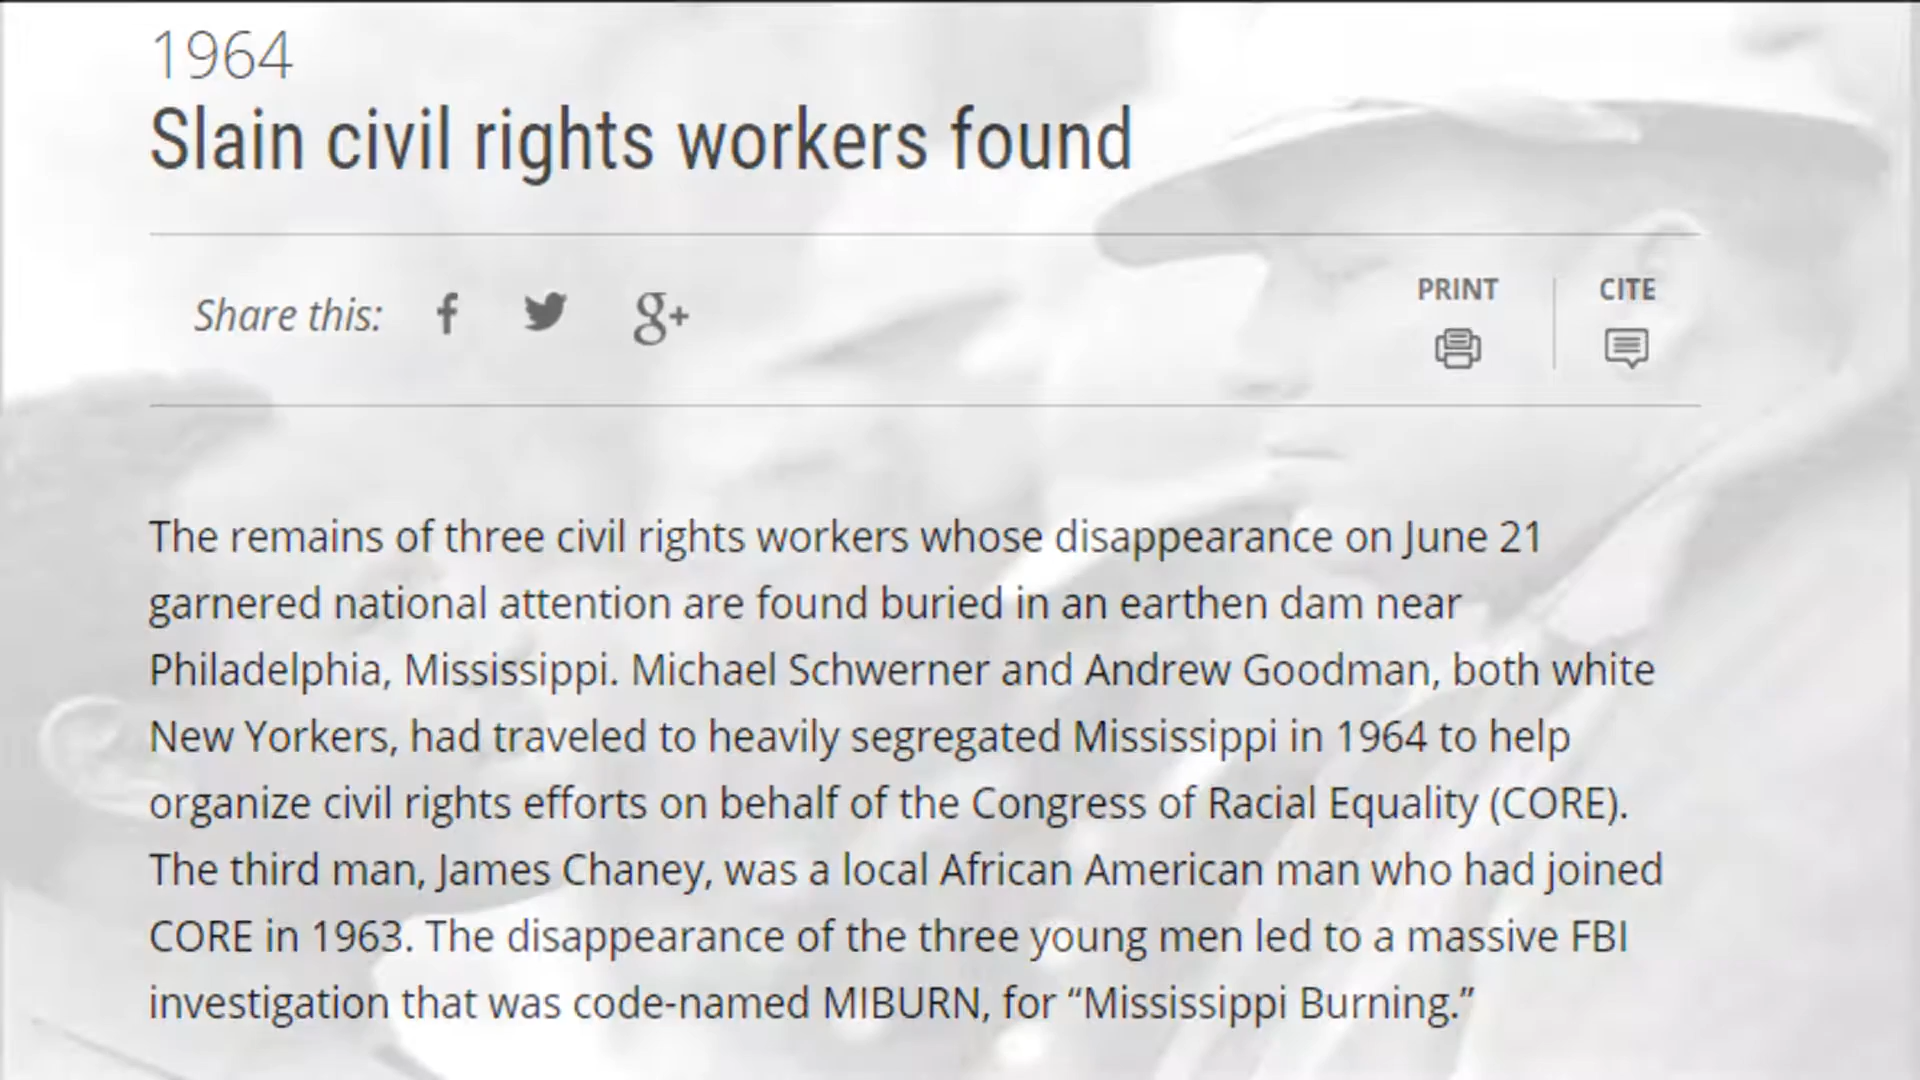 1964
Slain civil rights workers found
Share this: f g+
PRINT CITE
The remains of three civil rights workers whose disappearance on June 21
garnered national attention are found buried in an earthen dam near
Philadelphia, Mississippi. Michael Schwerner and Andrew Goodman, both white
New Yorkers, had traveled to heavily segregated Mississippi in 1964 to help
organize civil rights efforts on behalf of the Congress of Racial Equality (CORE).
The third man, James Chaney, was a local African American man who had joined
CORE in 1963. The disappearance of the three young men led to a massive FBI
investigation that was code-named MIBURN, for “Mississippi Burning.”